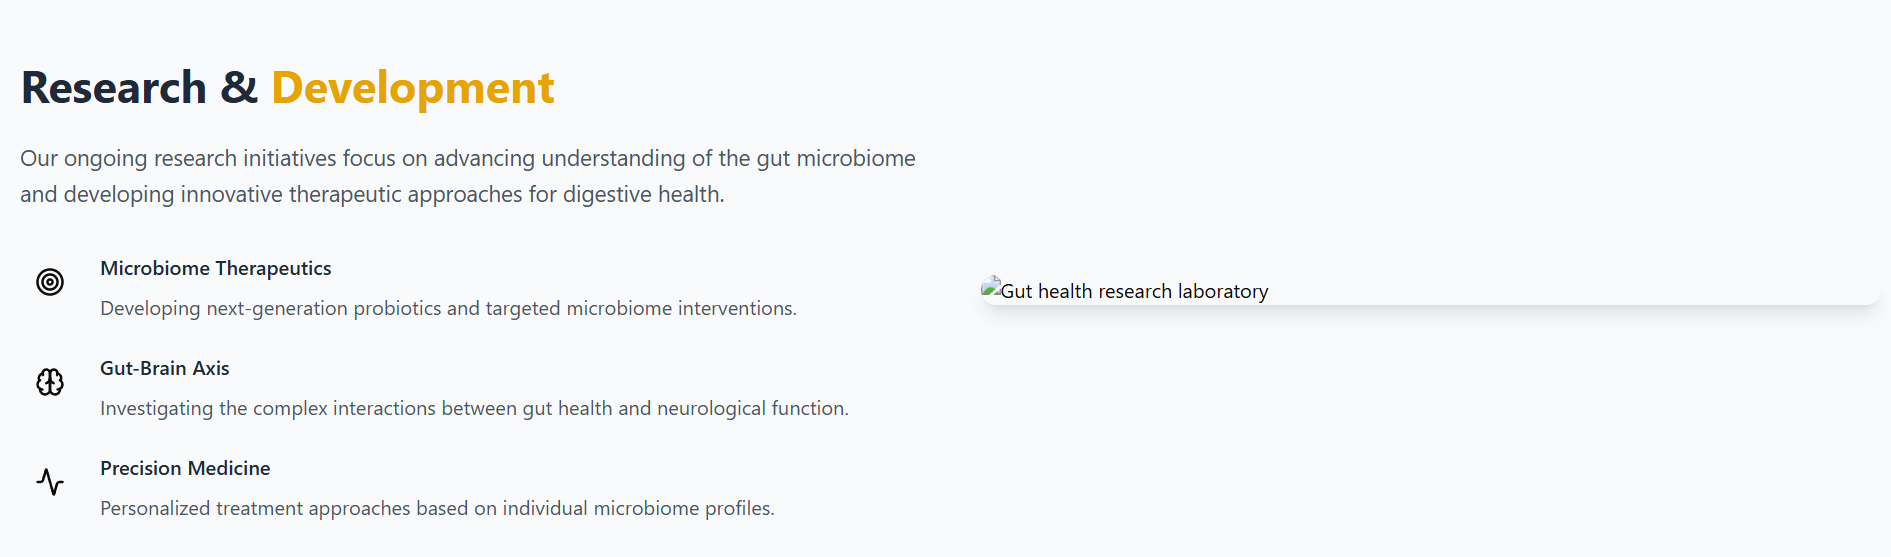 Research & Development
Our ongoing research initiatives focus on advancing understanding of the gut microbiome
and developing innovative therapeutic approaches for digestive health.
Microbiome Therapeutics
Developing next-generation probiotics and targeted microbiome interventions.
Gut-Brain Axis
Investigating the complex interactions between gut health and neurological function.
Precision Medicine
Personalized treatment approaches based on individual microbiome profiles.
Gut health research laboratory